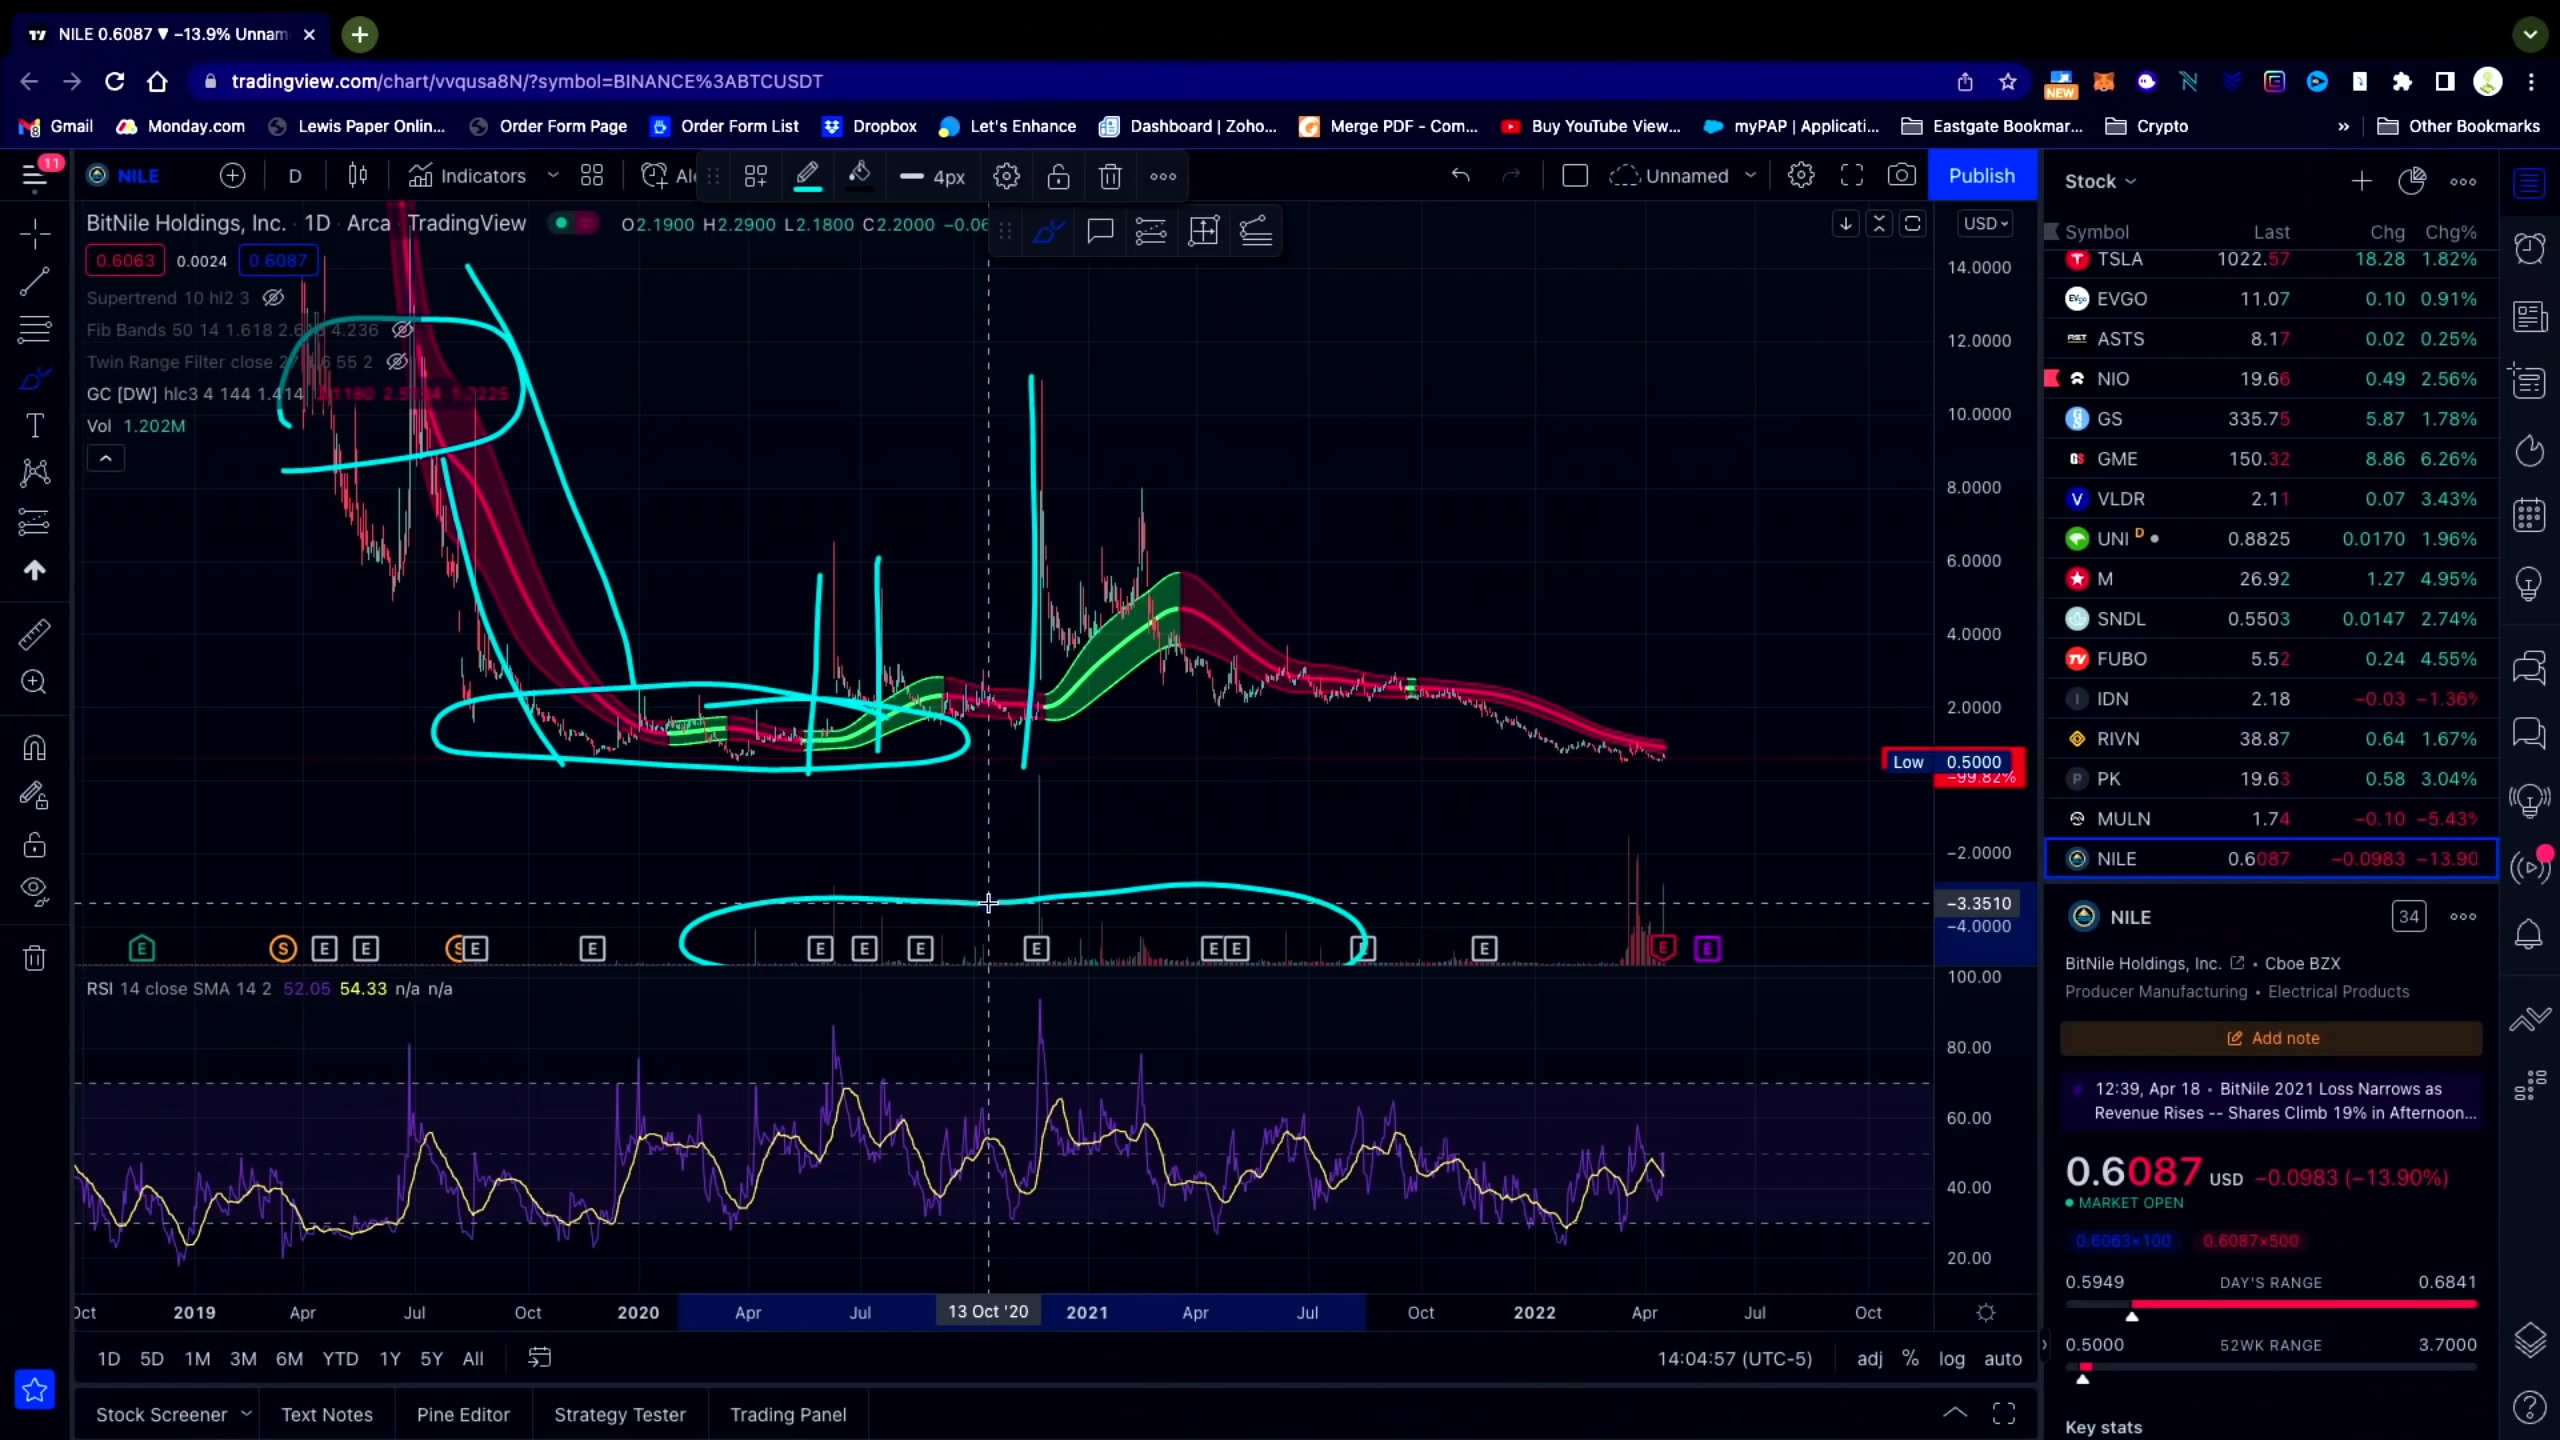 NILE 0.6087 ▼ −13.9% Unnam
tradingview.com/chart/vvqusa8N/?symbol=BINANCE%3ABTCUSDT
NEW
Gmail Monday.com Lewis Paper Onlin... Order Form Page Order Form List Dropbox Let's Enhance Dashboard | Zoho... Merge PDF - Com... Buy YouTube View... myPAP | Applicati... Eastgate Bookmar... Crypto » Other Bookmarks
11 NILE D Indicators Al 4px Unnamed Publish
BitNile Holdings, Inc. · 1D · Arca TradingView O2.1900 H2.2900 L2.1800 C2.2000 −0.06 USD
0.6063 0.0024 0.6087
Supertrend 10 hl2 3
Fib Bands 50 14 1.618 4.236
Twin Range Filter close 55 2
GC [DW] hlc3 4 144 1.414
Vol 1.202M
14.0000
12.0000
10.0000
8.0000
6.0000
4.0000
2.0000
Low 0.5000
−99.82%
−2.0000
−3.3510
−4.0000
E S E E S E E E E E E E E E E E E
RSI 14 close SMA 14 2 52.05 54.33 n/a n/a
100.00
80.00
60.00
40.00
20.00
Oct 2019 Apr Jul Oct 2020 Apr Jul 13 Oct '20 2021 Apr Jul Oct 2022 Apr Jul Oct
1D 5D 1M 3M 6M YTD 1Y 5Y All 14:04:57 (UTC-5) adj % log auto
Stock Screener Text Notes Pine Editor Strategy Tester Trading Panel
Stock
Symbol Last Chg Chg%
TSLA 1022.57 18.28 1.82%
EVGO 11.07 0.10 0.91%
ASTS 8.17 0.02 0.25%
NIO 19.66 0.49 2.56%
GS 335.75 5.87 1.78%
GME 150.32 8.86 6.26%
VLDR 2.11 0.07 3.43%
UNI D 0.8825 0.0170 1.96%
M 26.92 1.27 4.95%
SNDL 0.5503 0.0147 2.74%
FUBO 5.52 0.24 4.55%
IDN 2.18 −0.03 −1.36%
RIVN 38.87 0.64 1.67%
PK 19.63 0.58 3.04%
MULN 1.74 −0.10 −5.43%
NILE 0.6087 −0.0983 −13.90
NILE 34
BitNile Holdings, Inc. • Cboe BZX
Producer Manufacturing • Electrical Products
Add note
12:39, Apr 18 • BitNile 2021 Loss Narrows as
Revenue Rises -- Shares Climb 19% in Afternoon...
0.6087 USD −0.0983 (−13.90%)
MARKET OPEN
0.6063×100 0.6087×500
0.5949 DAY'S RANGE 0.6841
0.5000 52WK RANGE 3.7000
Key stats